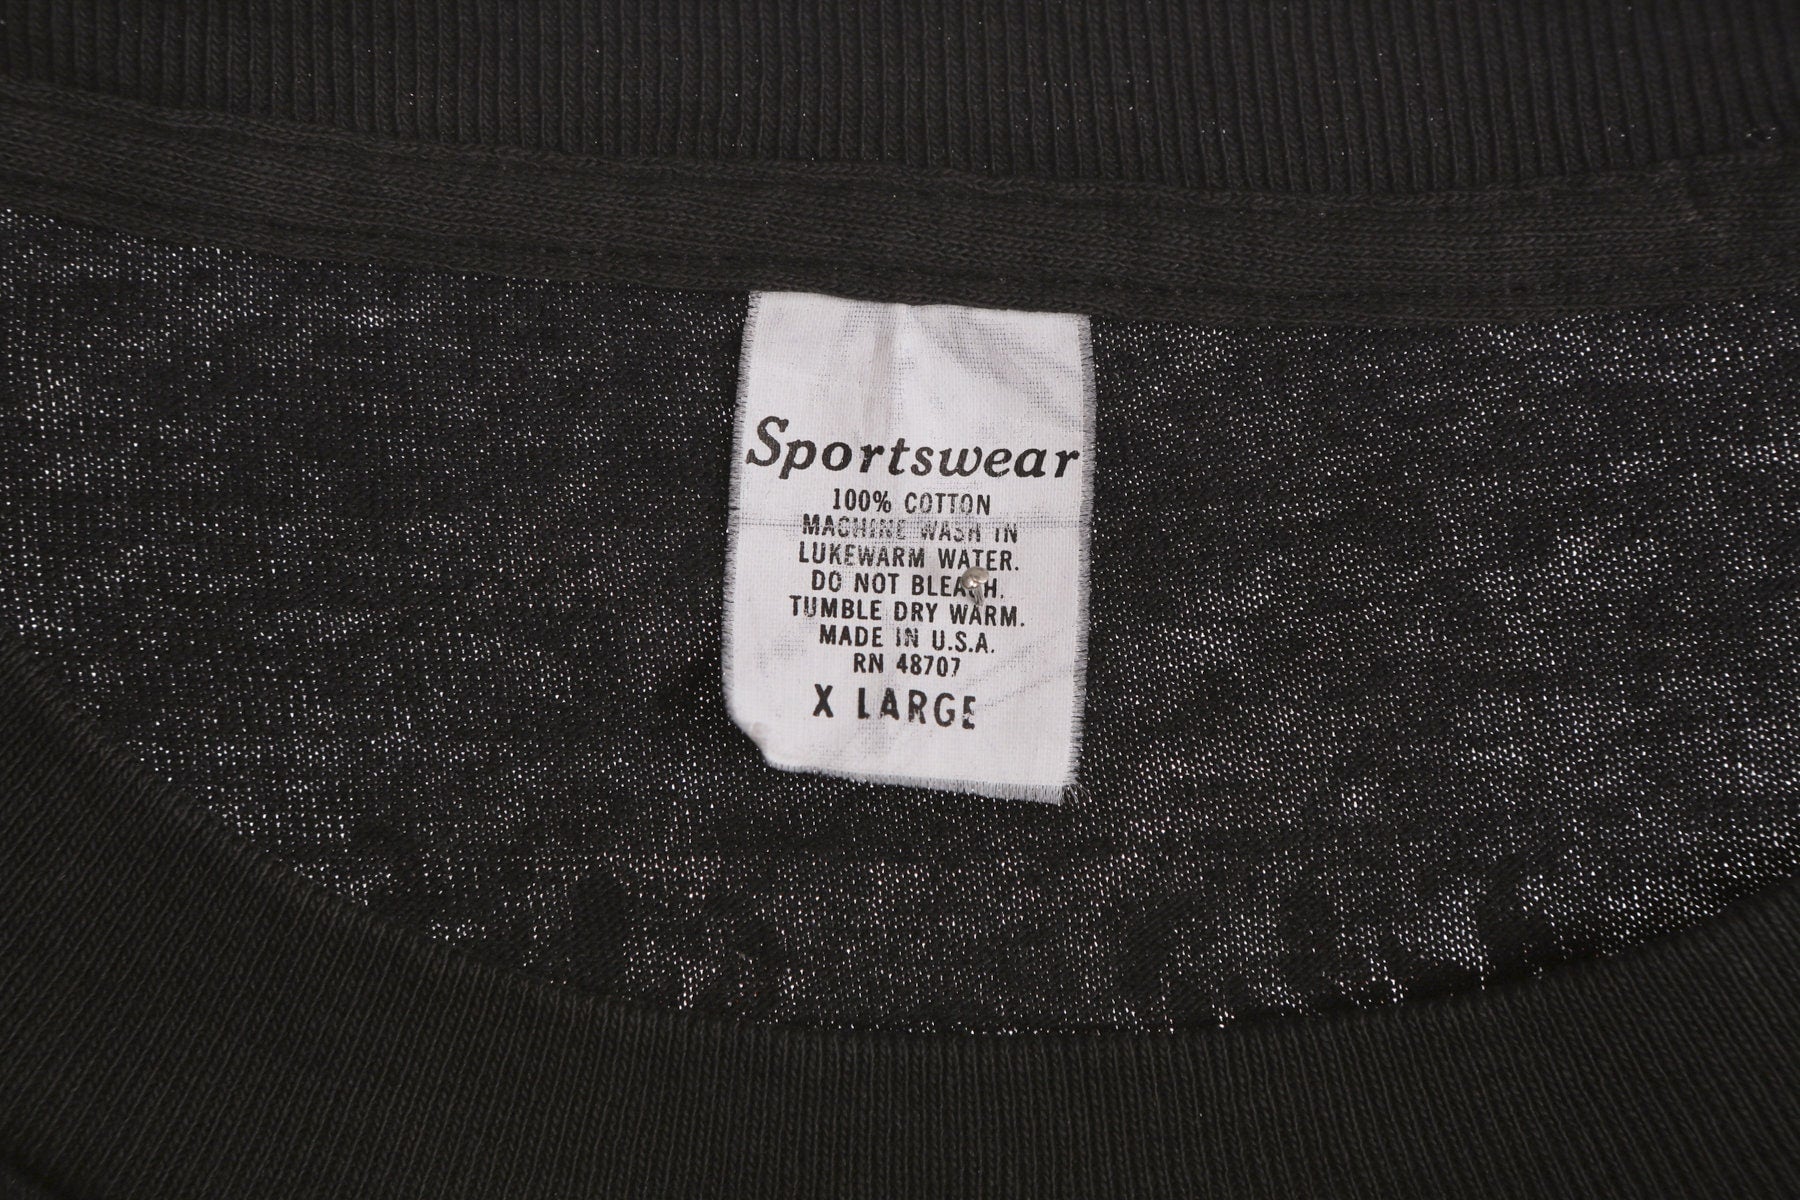 Sportswear
100% COTTON
MACHINE WASH IN
LUKEWARM WATER.
DO NOT BLEACH.
TUMBLE DRY WARM.
MADE IN U.S.A.
RN 48707
X LARGE